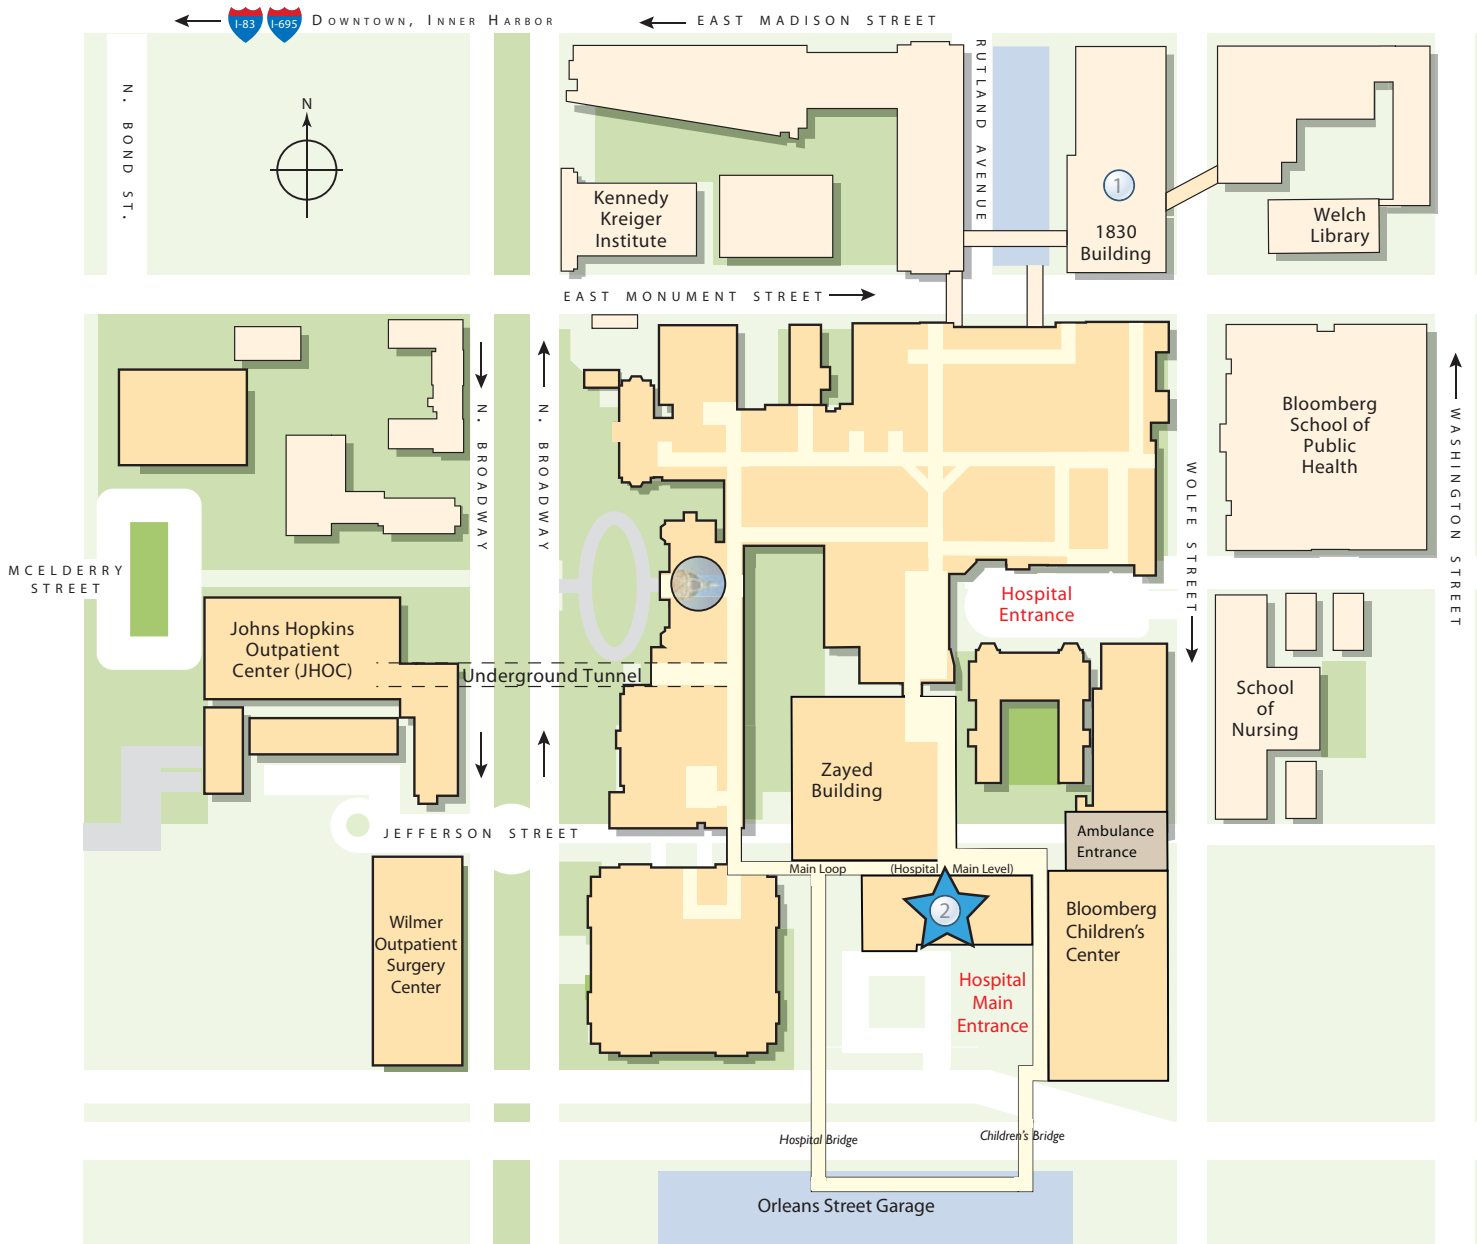 I-83 I-695 Downtown, Inner Harbor
EAST MADISON STREET
N. BOND ST.
N
RUTLAND AVENUE
Kennedy
Kreiger
Institute
1
1830
Building
Welch
Library
EAST MONUMENT STREET
N. BROADWAY
N. BROADWAY
Bloomberg
School of
Public
Health
WOLFE STREET
WASHINGTON STREET
MCELDERRY
STREET
Hospital
Entrance
Johns Hopkins
Outpatient
Center (JHOC)
Underground Tunnel
School
of
Nursing
Zayed
Building
JEFFERSON STREET
Ambulance
Entrance
Main Loop
(Hospital Main Level)
2
Wilmer
Outpatient
Surgery
Center
Bloomberg
Children's
Center
Hospital
Main
Entrance
Hospital Bridge
Children's Bridge
Orleans Street Garage